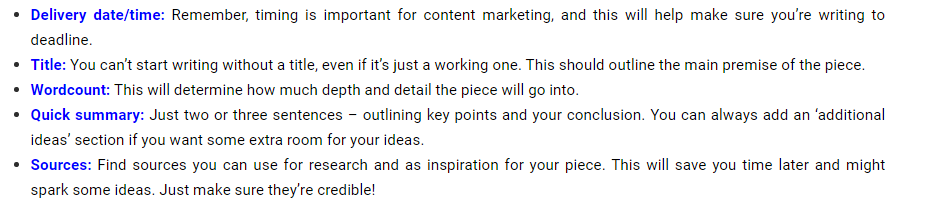 • Delivery date/time: Remember, timing is important for content marketing, and this will help make sure you’re writing to
deadline.
• Title: You can’t start writing without a title, even if it’s just a working one. This should outline the main premise of the piece.
• Wordcount: This will determine how much depth and detail the piece will go into.
• Quick summary: Just two or three sentences – outlining key points and your conclusion. You can always add an ‘additional
ideas’ section if you want some extra room for your ideas.
• Sources: Find sources you can use for research and as inspiration for your piece. This will save you time later and might
spark some ideas. Just make sure they’re credible!